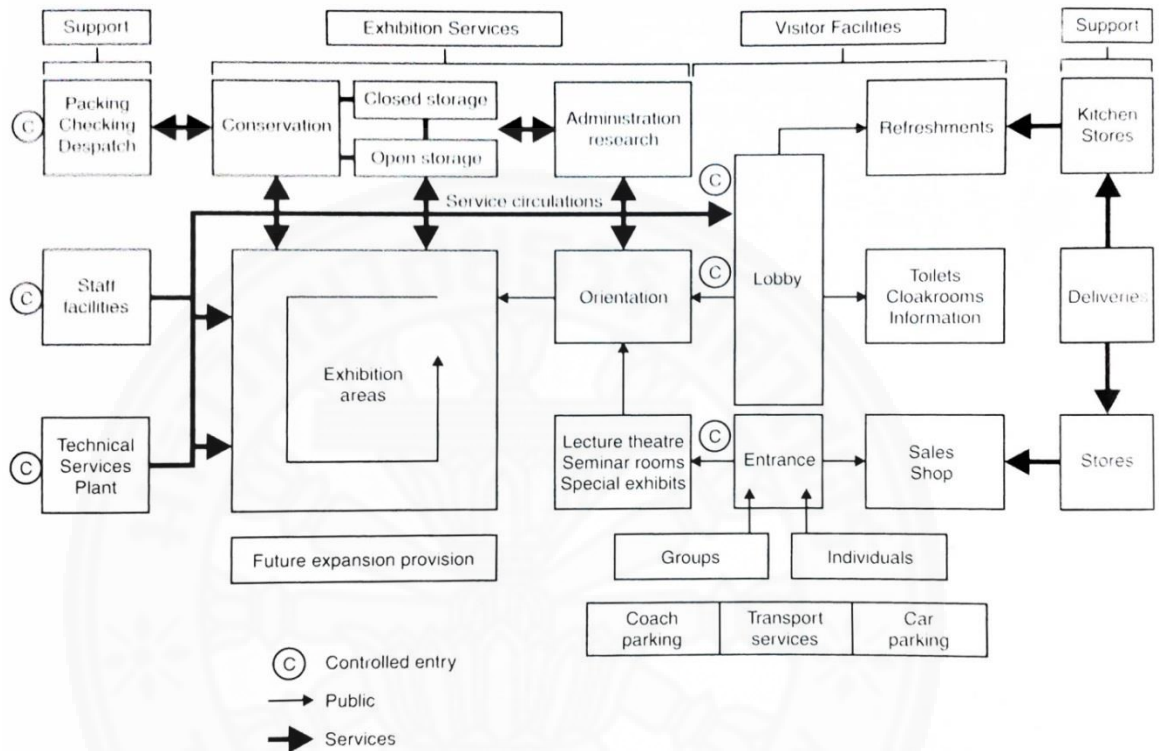 Support
Exhibition Services
Visitor Facilities
Support
C
Packing
Checking
Despatch
Conservation
Closed storage
Open storage
Administration
research
Refreshments
Kitchen
Stores
C
Service circulations
C
Staff
facilities
Exhibition
areas
Orientation
C
Lobby
Toilets
Cloakrooms
Information
Deliveries
C
Technical
Services
Plant
Lecture theatre
Seminar rooms
Special exhibits
C
Entrance
Sales
Shop
Stores
Future expansion provision
Groups
Individuals
Coach
parking
Transport
services
Car
parking
C Controlled entry
Public
Services